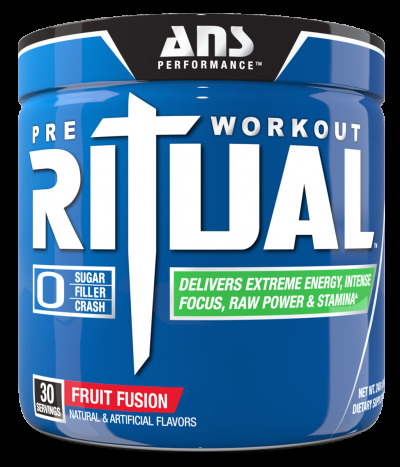 ANS
PERFORMANCE™
PRE WORKOUT
RITUAL™
0 SUGAR
FILLER
CRASH
DELIVERS EXTREME ENERGY, INTENSE
FOCUS, RAW POWER & STAMINA
30
SERVINGS
FRUIT FUSION
NATURAL & ARTIFICIAL FLAVORS
NET WT.
DIETARY